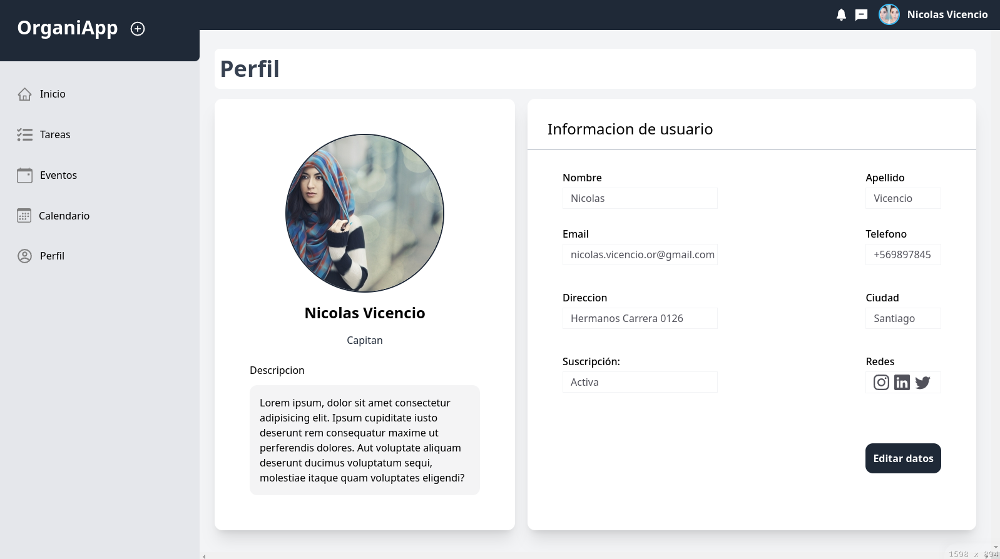 OrganiApp
Nicolas Vicencio
Inicio
Tareas
Eventos
Calendario
Perfil
Perfil
Nicolas Vicencio
Capitan
Descripcion
Lorem ipsum, dolor sit amet consectetur
adipisicing elit. Ipsum cupiditate iusto
deserunt rem consequatur maxime ut
perferendis dolores. Aut voluptate aliquam
deserunt ducimus voluptatum sequi,
molestiae itaque quam voluptates eligendi?
Informacion de usuario
Nombre
Nicolas
Apellido
Vicencio
Email
nicolas.vicencio.or@gmail.com
Telefono
+569897845
Direccion
Hermanos Carrera 0126
Ciudad
Santiago
Suscripción:
Activa
Redes
in
Editar datos
1598 x 894